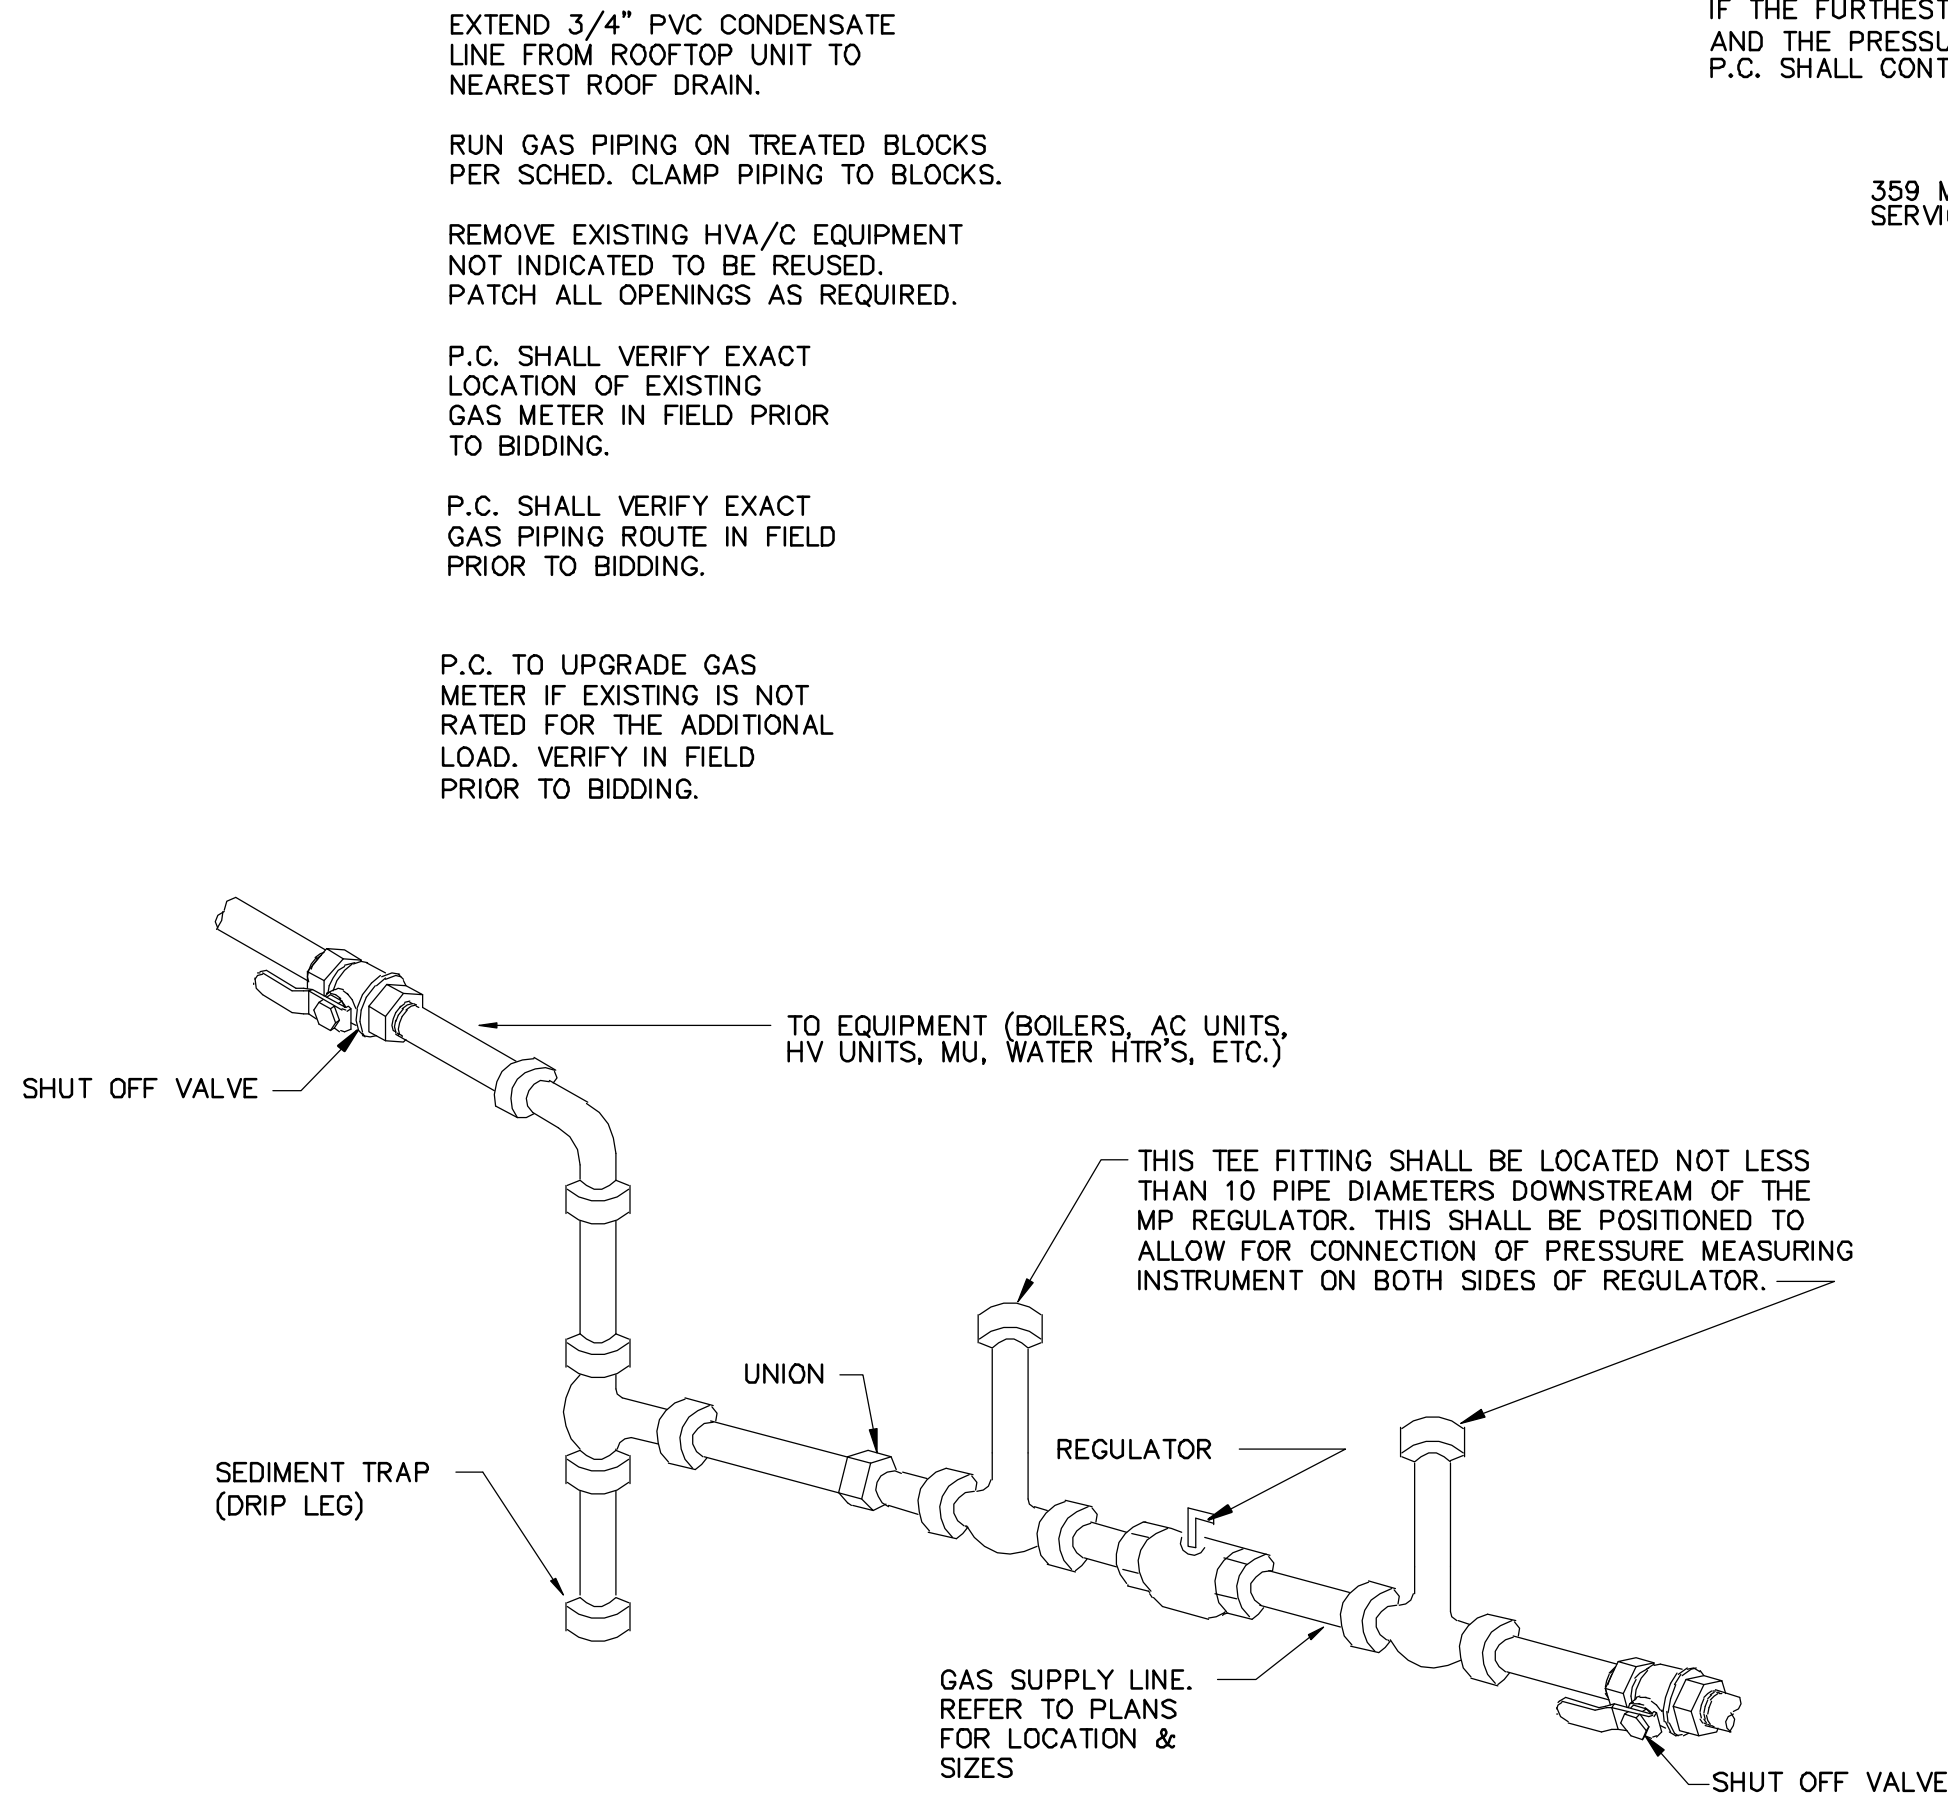 EXTEND 3/4" PVC CONDENSATE
LINE FROM ROOFTOP UNIT TO
NEAREST ROOF DRAIN.
RUN GAS PIPING ON TREATED BLOCKS
PER SCHED. CLAMP PIPING TO BLOCKS.
REMOVE EXISTING HVA/C EQUIPMENT
NOT INDICATED TO BE REUSED.
PATCH ALL OPENINGS AS REQUIRED.
P.C. SHALL VERIFY EXACT
LOCATION OF EXISTING
GAS METER IN FIELD PRIOR
TO BIDDING.
P.C. SHALL VERIFY EXACT
GAS PIPING ROUTE IN FIELD
PRIOR TO BIDDING.
P.C. TO UPGRADE GAS
METER IF EXISTING IS NOT
RATED FOR THE ADDITIONAL
LOAD. VERIFY IN FIELD
PRIOR TO BIDDING.
IF THE FURTHEST
AND THE
P.C. SHALL
359
TO EQUIPMENT (BOILERS, AC UNITS,
HV UNITS, MU, WATER HTR'S, ETC.)
SHUT OFF VALVE
THIS TEE FITTING SHALL BE LOCATED NOT LESS
THAN 10 PIPE DIAMETERS DOWNSTREAM OF THE
MP REGULATOR. THIS SHALL BE POSITIONED TO
ALLOW FOR CONNECTION OF PRESSURE MEASURING
INSTRUMENT ON BOTH SIDES OF REGULATOR.
UNION
REGULATOR
SEDIMENT TRAP
(DRIP LEG)
GAS SUPPLY LINE.
REFER TO PLANS
FOR LOCATION &
SIZES
SHUT OFF VALVE